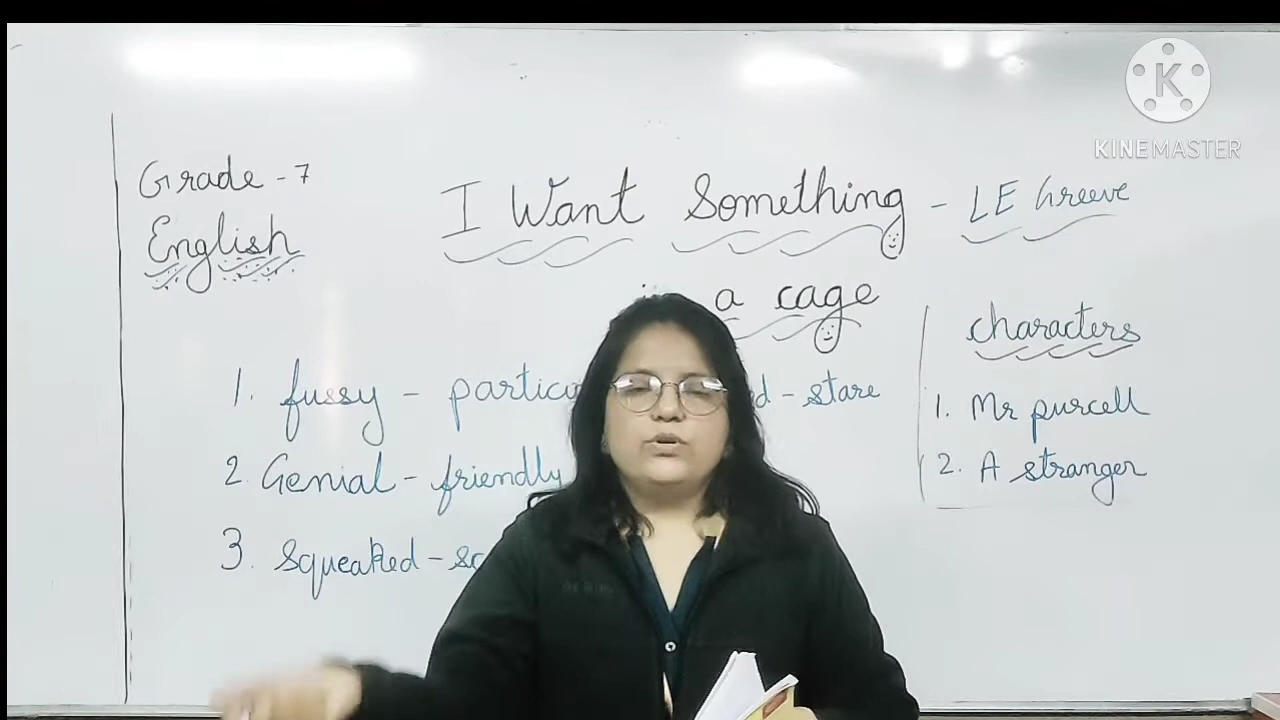 Grade - 7
English
I Want Something - LE Greeve
a cage
1. fussy - 
- stare
2. Genial - friendly
3. Squeaked -
characters
1. Mr purcell
2. A stranger
K
KINEMASTER